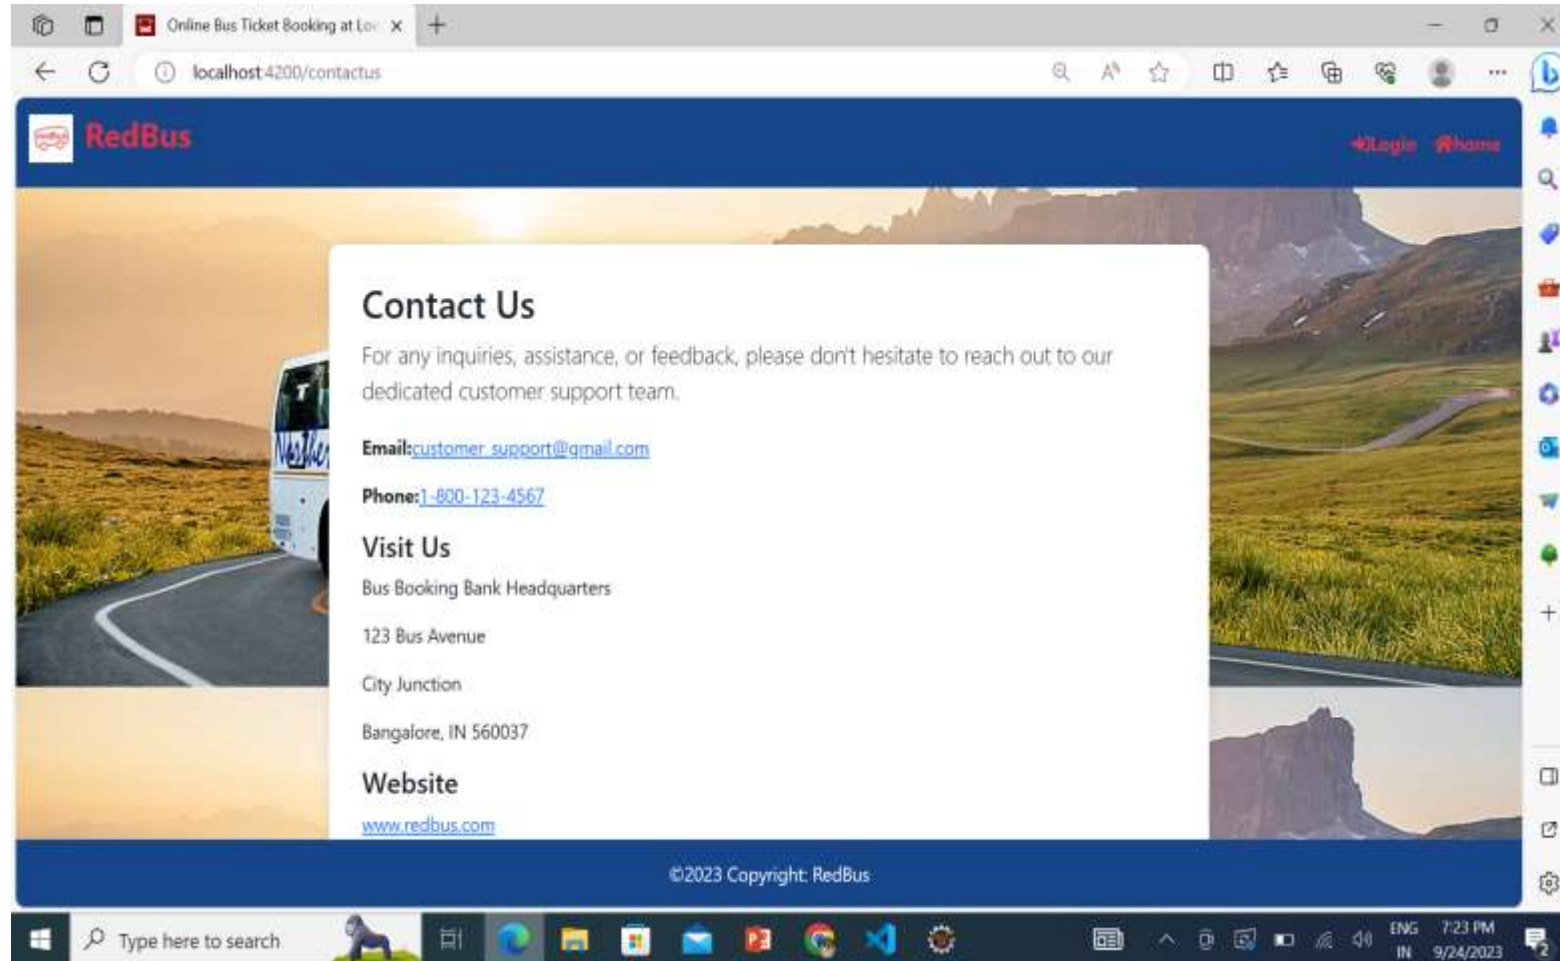 Online Bus Ticket Booking at Lo
localhost:4200/contactus
RedBus
Login home
Contact Us
For any inquiries, assistance, or feedback, please don't hesitate to reach out to our
dedicated customer support team.
Email:customer_support@gmail.com
Phone:1-800-123-4567
Visit Us
Bus Booking Bank Headquarters
123 Bus Avenue
City Junction
Bangalore, IN 560037
Website
www.redbus.com
©2023 Copyright: RedBus
Type here to search
ENG 7:23 PM
IN 9/24/2023
2